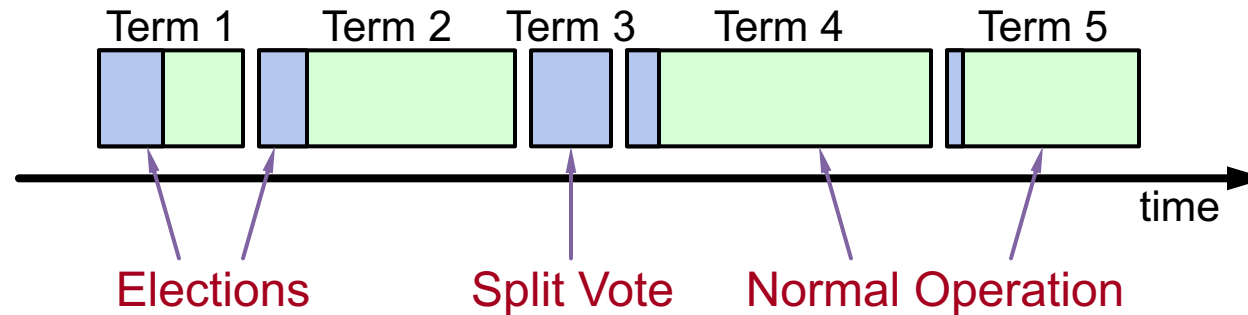 Term 1 Term 2 Term 3 Term 4 Term 5
time
Elections Split Vote Normal Operation